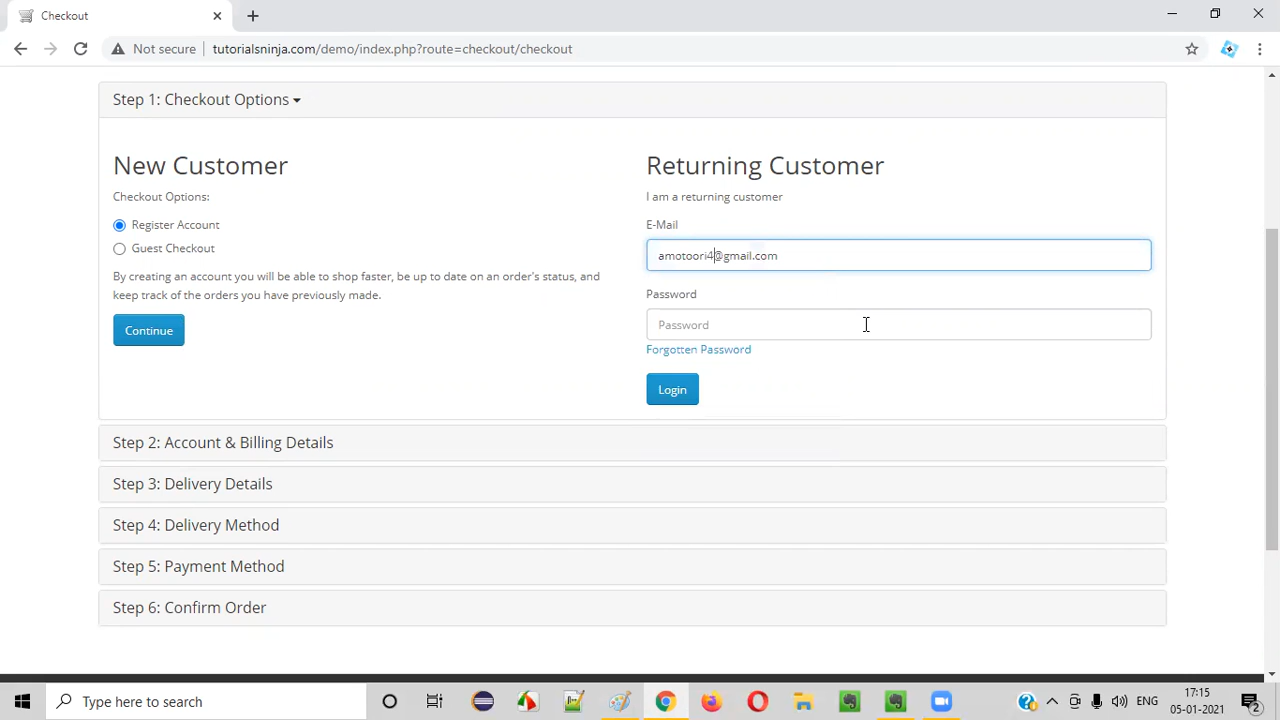 Checkout
Not secure
tutorialsninja.com/demo/index.php?route=checkout/checkout
Step 1: Checkout Options
New Customer
Checkout Options:
Register Account
Guest Checkout
By creating an account you will be able to shop faster, be up to date on an order's status, and
keep track of the orders you have previously made.
Continue
Returning Customer
I am a returning customer
E-Mail
amotoori4@gmail.com
Password
Password
Forgotten Password
Login
Step 2: Account & Billing Details
Step 3: Delivery Details
Step 4: Delivery Method
Step 5: Payment Method
Step 6: Confirm Order
Type here to search
ENG
17:15
05-01-2021
2